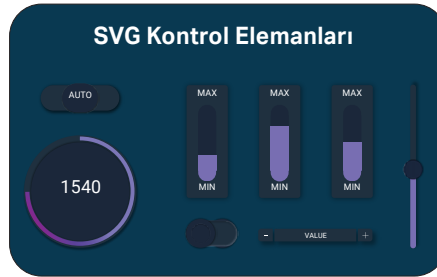 SVG Kontrol Elemanları
AUTO
MAX MAX MAX
1540
MIN MIN MIN
- VALUE +